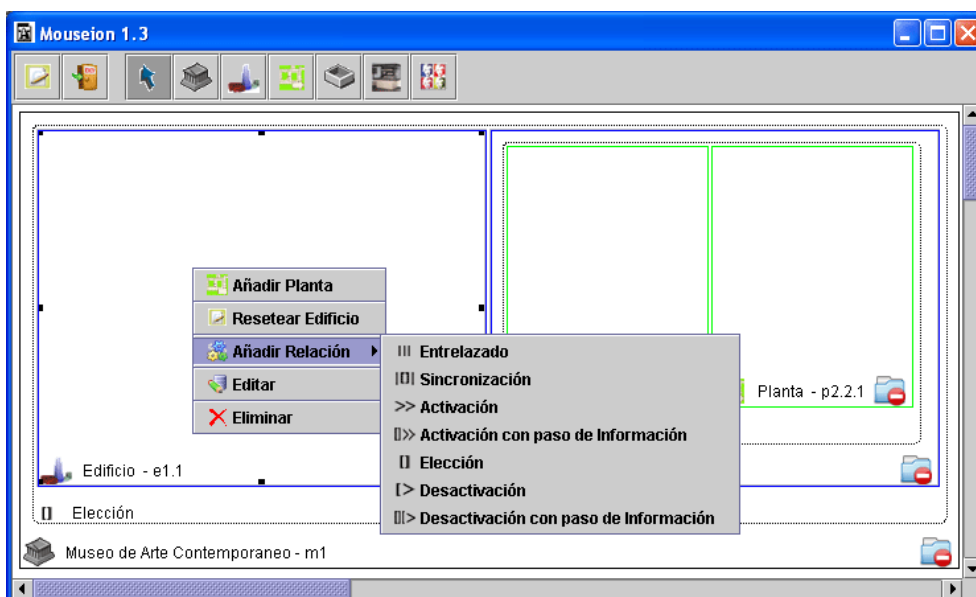 Mouseion 1.3
Añadir Planta
Resetear Edificio
Añadir Relación
Editar
Eliminar
||| Entrelazado
|[]| Sincronización
>> Activación
[]>> Activación con paso de Información
[] Elección
[> Desactivación
[][> Desactivación con paso de Información
Planta - p2.2.1
Edificio - e1.1
[] Elección
Museo de Arte Contemporaneo - m1